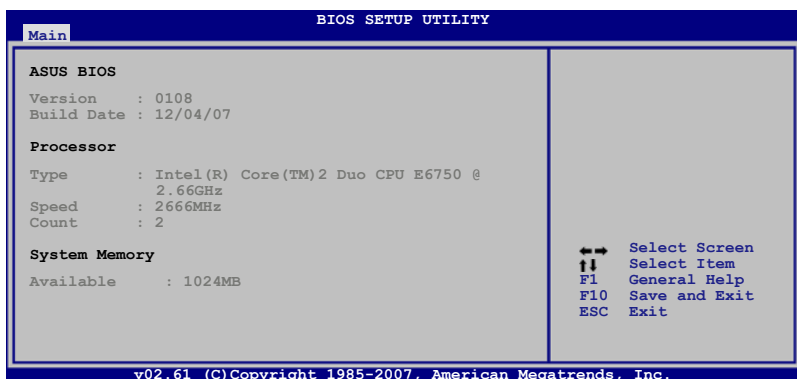 BIOS SETUP UTILITY
Main
ASUS BIOS
Version : 0108
Build Date : 12/04/07
Processor
Type : Intel(R) Core(TM)2 Duo CPU E6750 @
2.66GHz
Speed : 2666MHz
Count : 2
System Memory
Available : 1024MB
←→ Select Screen
↑↓ Select Item
F1 General Help
F10 Save and Exit
ESC Exit
v02.61 (C)Copyright 1985-2007, American Megatrends, Inc.